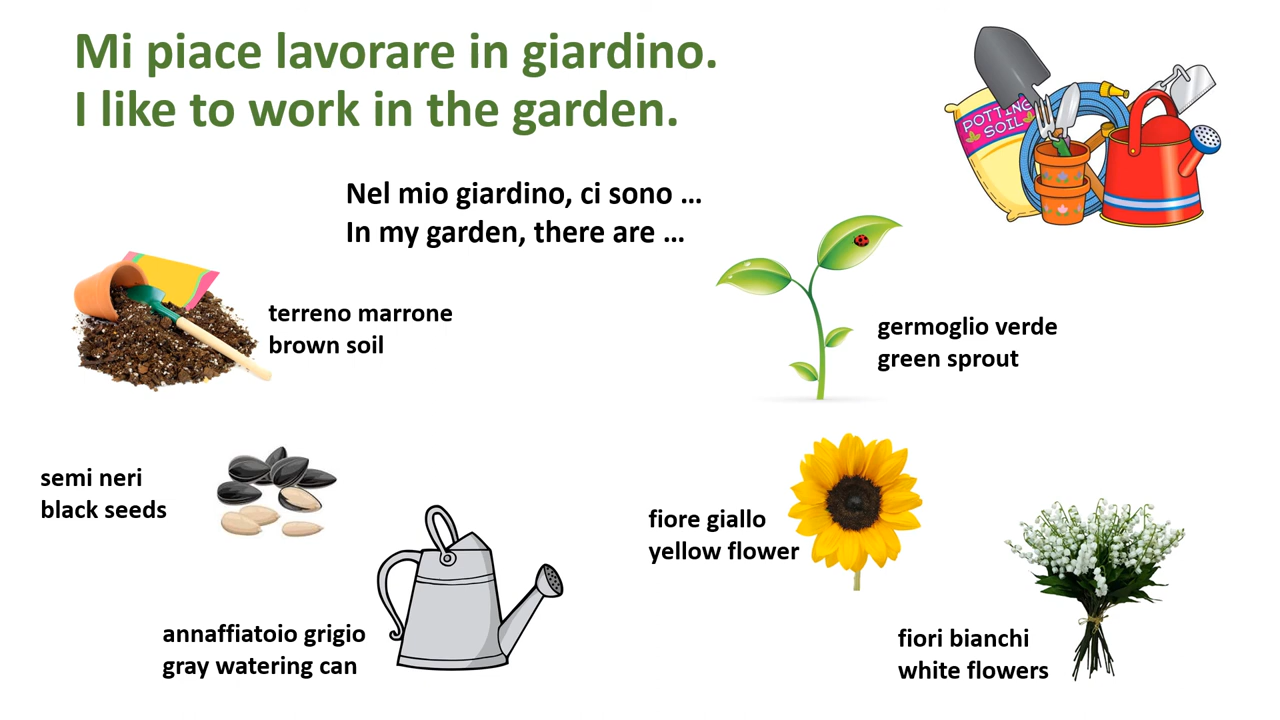 Mi piace lavorare in giardino.
I like to work in the garden.
POTTING
SOIL
Nel mio giardino, ci sono …
In my garden, there are …
terreno marrone
brown soil
germoglio verde
green sprout
semi neri
black seeds
fiore giallo
yellow flower
annaffiatoio grigio
gray watering can
fiori bianchi
white flowers